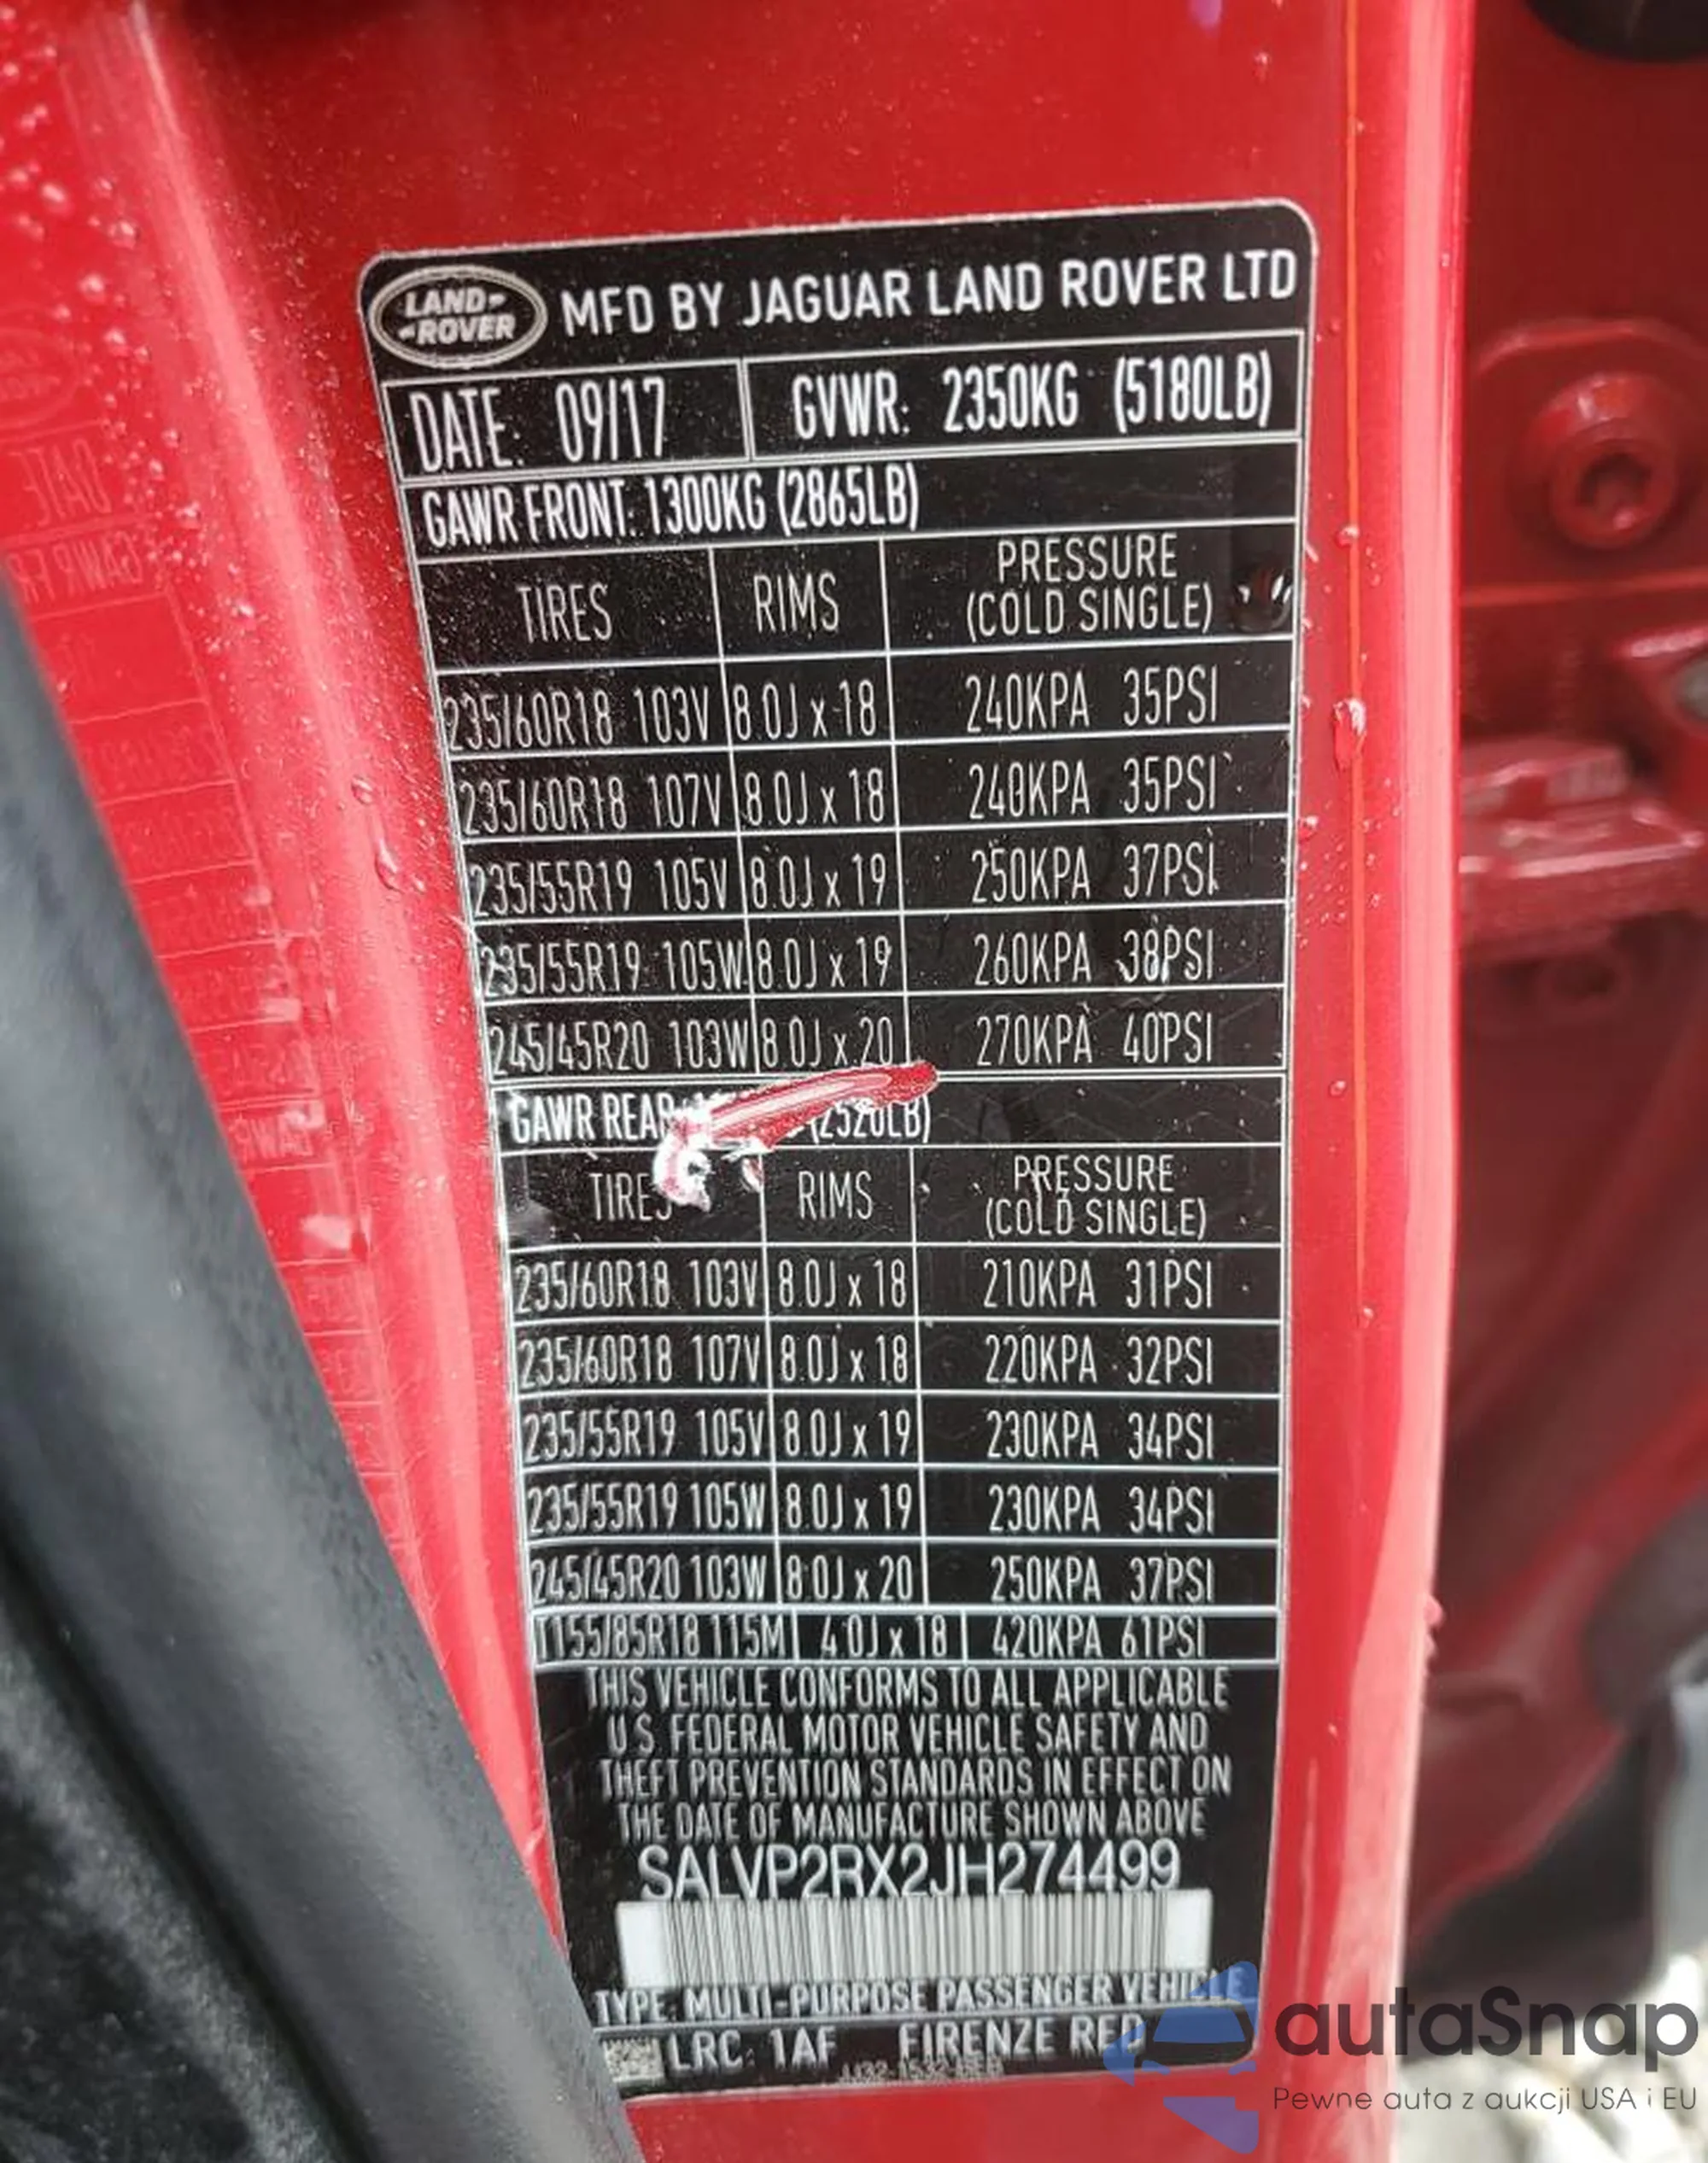 LAND-
-ROVER
MFD BY JAGUAR LAND ROVER LTD
DATE: 09/17 GVWR: 2350KG (5180LB)
GAWR FRONT: 1300KG (2865LB)
TIRES RIMS PRESSURE
(COLD SINGLE)
235/60R18 103V 8.0J x 18 240KPA 35PSI
235/60R18 107V 8.0J x 18 240KPA 35PSI
235/55R19 105V 8.0J x 19 250KPA 37PSI
235/55R19 105W 8.0J x 19 260KPA 38PSI
245/45R20 103W 8.0J x 20 270KPA 40PSI
GAWR REAR: (2520LB)
TIRES RIMS PRESSURE
(COLD SINGLE)
235/60R18 103V 8.0J x 18 210KPA 31PSI
235/60R18 107V 8.0J x 18 220KPA 32PSI
235/55R19 105V 8.0J x 19 230KPA 34PSI
235/55R19 105W 8.0J x 19 230KPA 34PSI
245/45R20 103W 8.0J x 20 250KPA 37PSI
T155/85R18 115M 4.0J x 18 420KPA 61PSI
THIS VEHICLE CONFORMS TO ALL APPLICABLE
U.S. FEDERAL MOTOR VEHICLE SAFETY AND
THEFT PREVENTION STANDARDS IN EFFECT ON
THE DATE OF MANUFACTURE SHOWN ABOVE
SALVP2RX2JH274499
TYPE: MULTI-PURPOSE PASSENGER VEHICLE
LRC: 1AF FIRENZE RED
autaSnap
Pewne auta z aukcji USA i EU